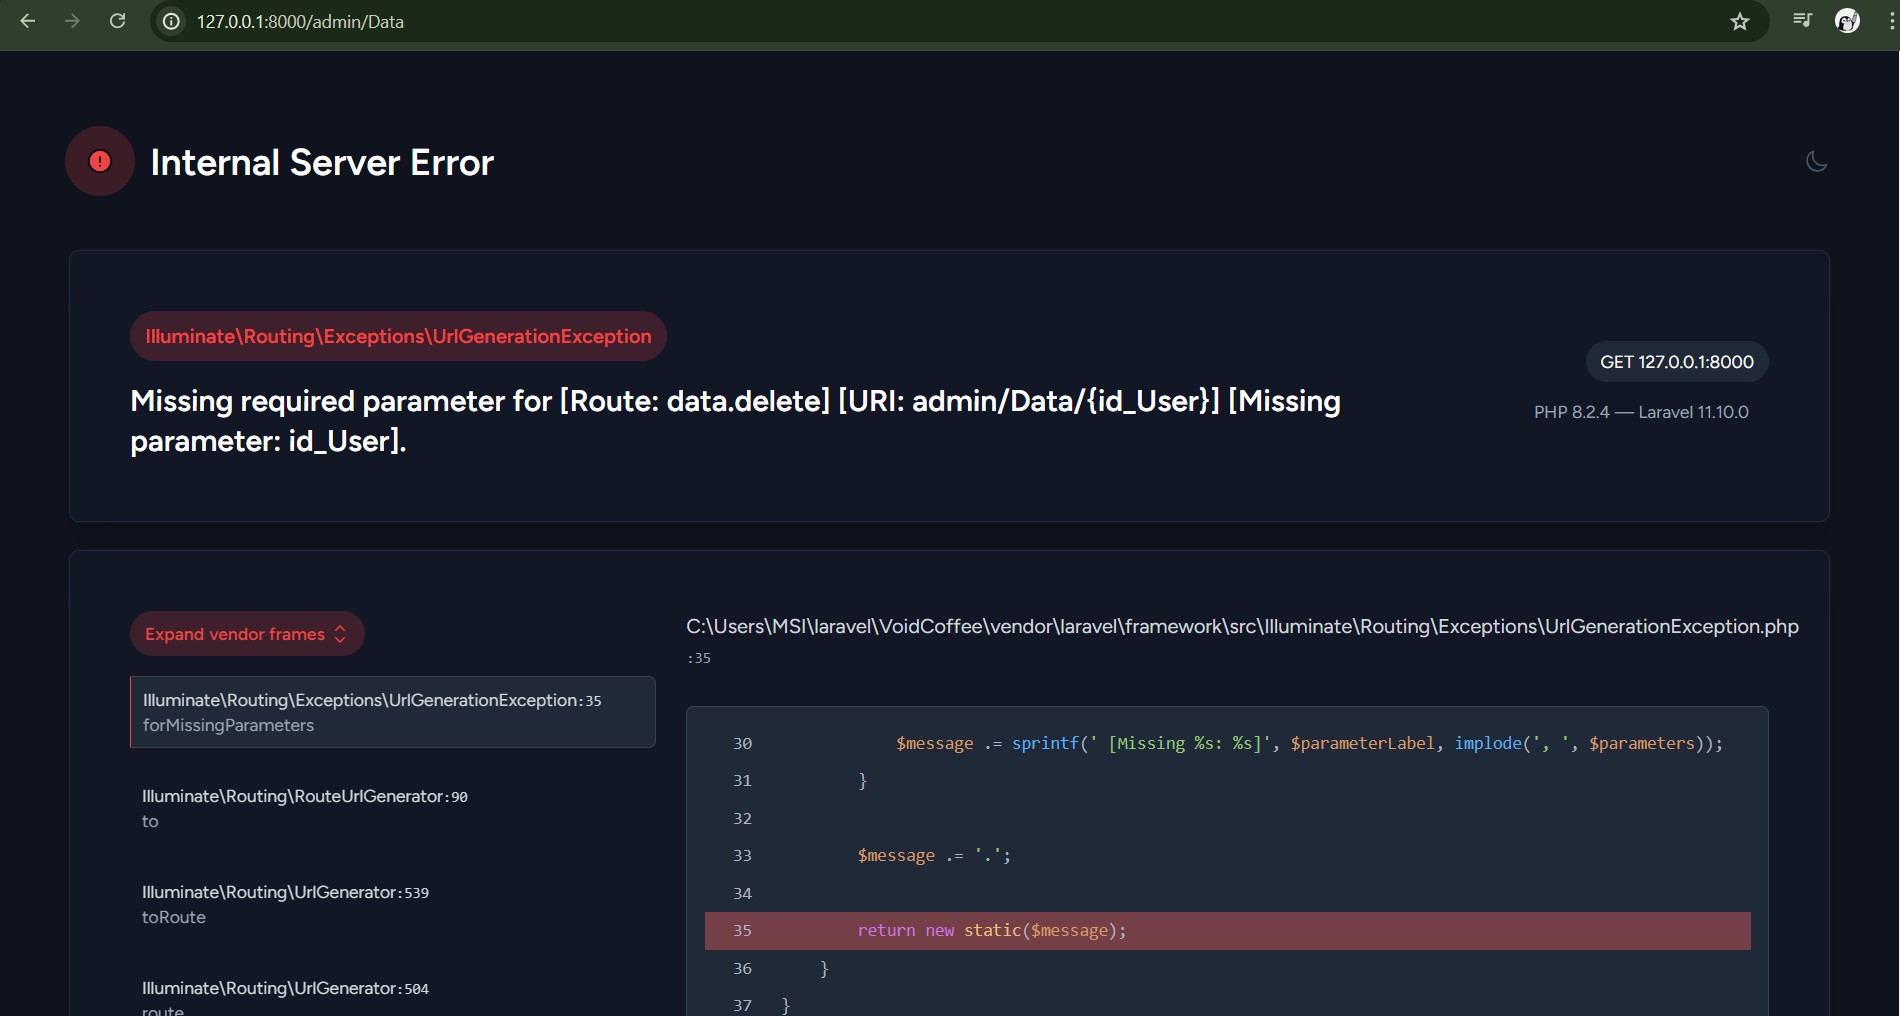 127.0.0.1:8000/admin/Data
Internal Server Error
Illuminate\Routing\Exceptions\UrlGenerationException
Missing required parameter for [Route: data.delete] [URI: admin/Data/{id_User}] [Missing
parameter: id_User].
GET 127.0.0.1:8000
PHP 8.2.4 — Laravel 11.10.0
Expand vendor frames
Illuminate\Routing\Exceptions\UrlGenerationException:35
forMissingParameters
Illuminate\Routing\RouteUrlGenerator:90
to
Illuminate\Routing\UrlGenerator:539
toRoute
Illuminate\Routing\UrlGenerator:504
route
C:\Users\MSI\laravel\VoidCoffee\vendor\laravel\framework\src\Illuminate\Routing\Exceptions\UrlGenerationException.php
:35
30 $message .= sprintf(' [Missing %s: %s]', $parameterLabel, implode(', ', $parameters));
31 }
32
33 $message .= '.';
34
35 return new static($message);
36 }
37 }